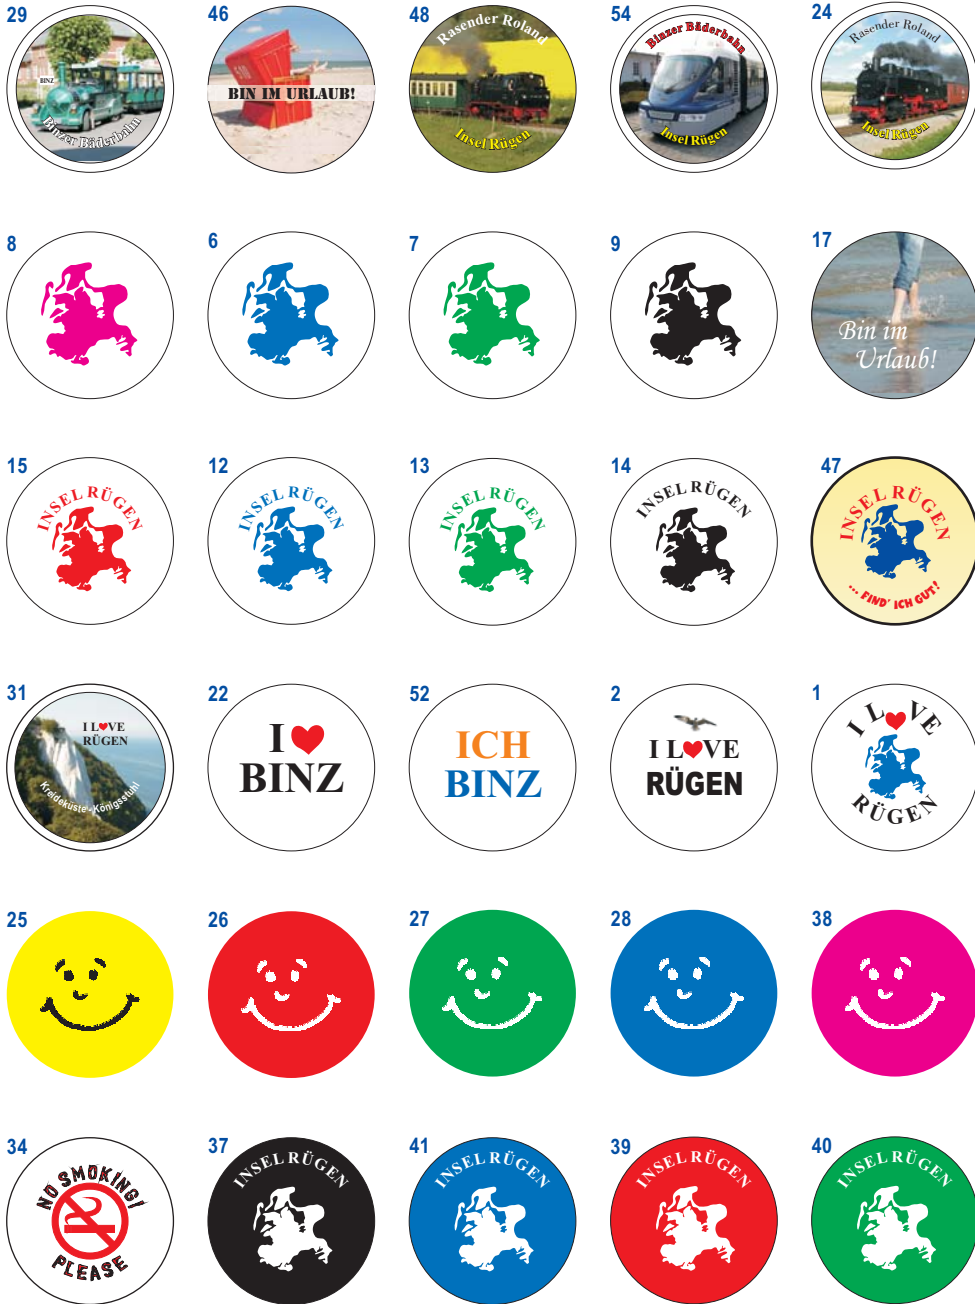 29
46
48
54
24
BINZ
Binzer Bäderbahn
BIN IM URLAUB!
Rasender Roland
Insel Rügen
Binzer Bäderbahn
Insel Rügen
Rasender Roland
Insel Rügen
8
6
7
9
17
Bin im
Urlaub!
15
12
13
14
47
INSEL RÜGEN
INSEL RÜGEN
INSEL RÜGEN
INSEL RÜGEN
INSEL RÜGEN
... FIND' ICH GUT!
31
22
52
2
1
I L♥VE
RÜGEN
Kreideküste - Königsstuhl
I ♥
BINZ
ICH
BINZ
I L♥VE
RÜGEN
I L♥VE
RÜGEN
25
26
27
28
38
34
37
41
39
40
NO SMOKING!
PLEASE
INSEL RÜGEN
INSEL RÜGEN
INSEL RÜGEN
INSEL RÜGEN